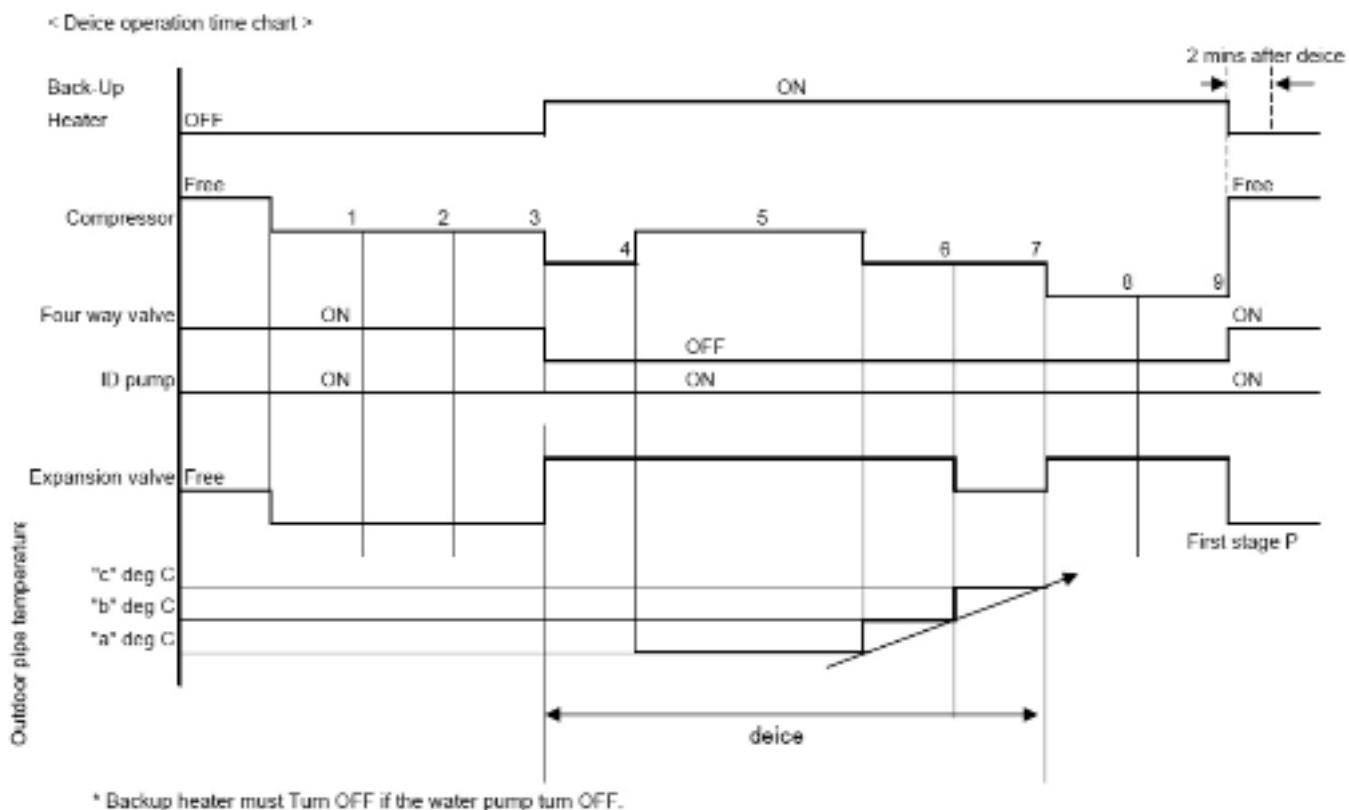 < Deice operation time chart >
2 mins after deice
Back-Up
Heater
ON
OFF
Free
Free
Compressor
1
2
3
4
5
6
7
8
9
Four way valve
ON
OFF
ON
ID pump
ON
ON
ON
Expansion valve
Free
First stage P
Outdoor pipe temperature
"c" deg C
"b" deg C
"a" deg C
deice
* Backup heater must Turn OFF if the water pump turn OFF.